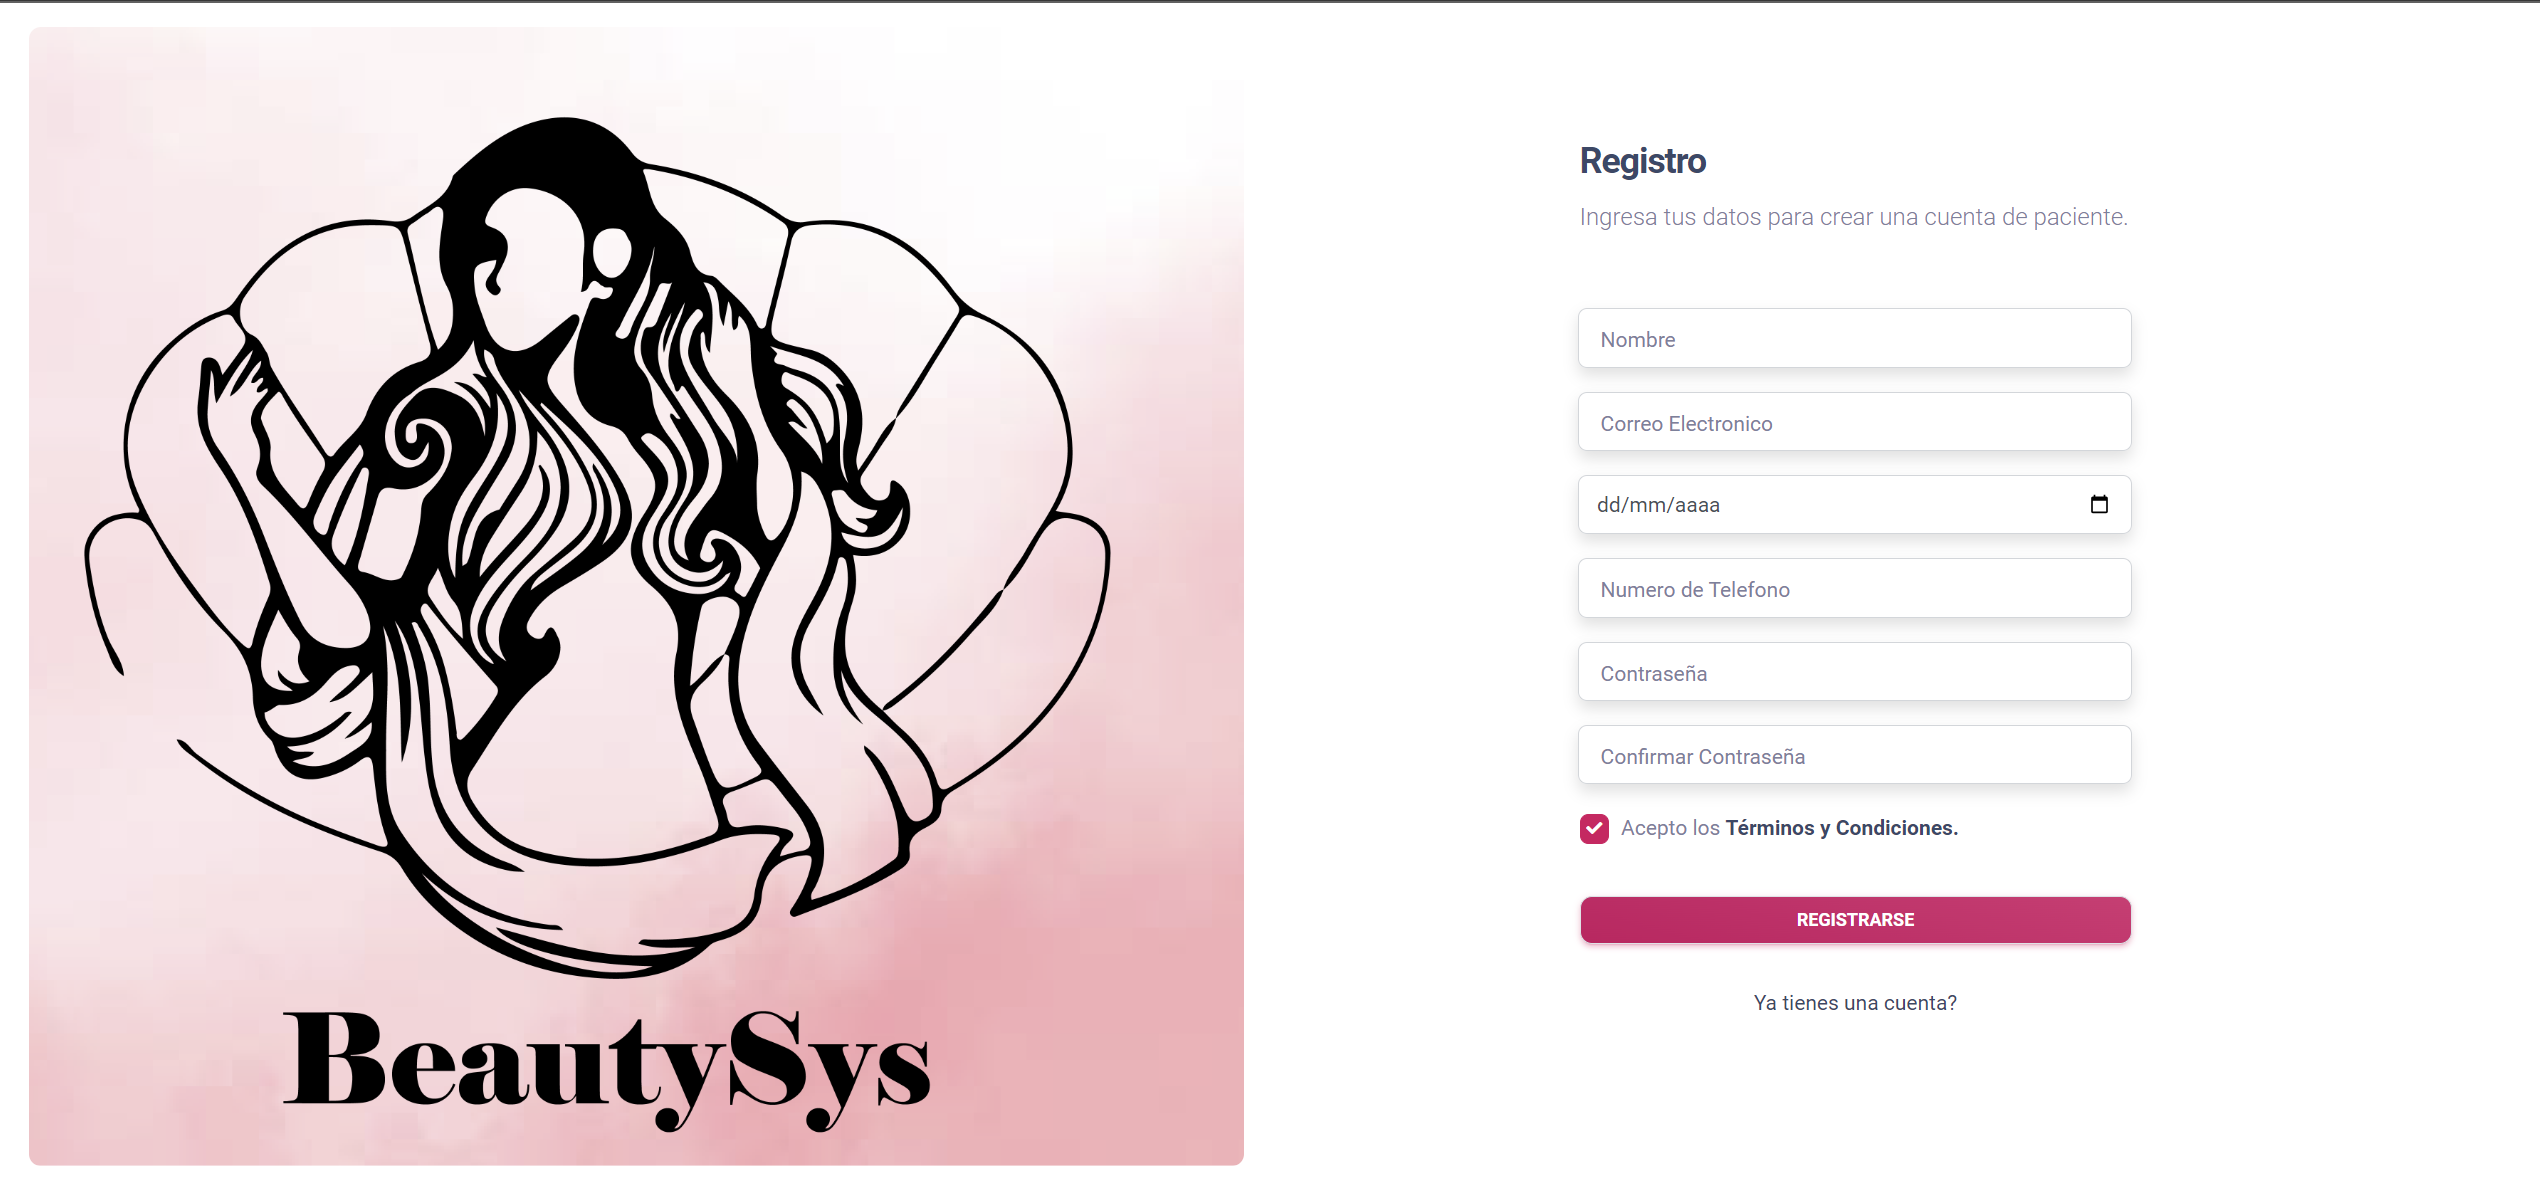 BeautySys
Registro
Ingresa tus datos para crear una cuenta de paciente.
Nombre
Correo Electronico
dd/mm/aaaa
Numero de Telefono
Contraseña
Confirmar Contraseña
Acepto los Términos y Condiciones.
REGISTRARSE
Ya tienes una cuenta?